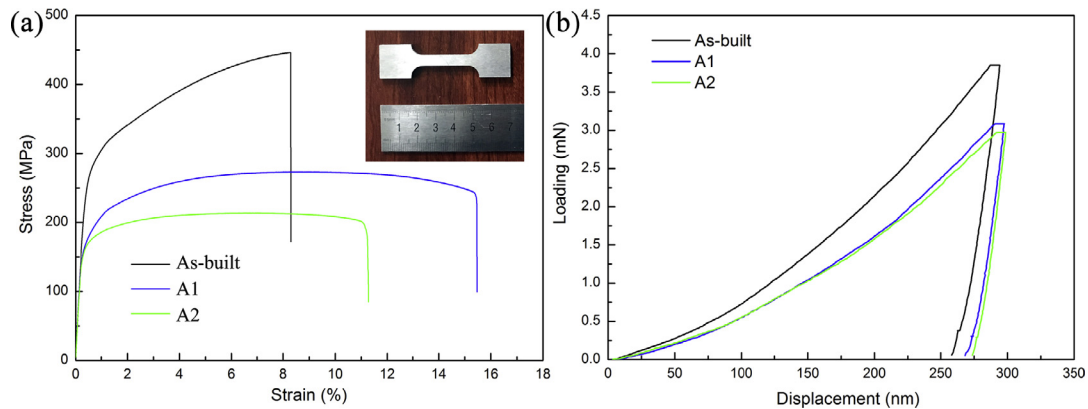 (a)
500
400
300
200
100
0
Stress (MPa)
As-built
A1
A2
1 2 3 4 5 6 7
0 2 4 6 8 10 12 14 16 18
Strain (%)
(b)
4.5
4.0
3.5
3.0
2.5
2.0
1.5
1.0
0.5
0.0
Loading (mN)
As-built
A1
A2
0 50 100 150 200 250 300 350
Displacement (nm)